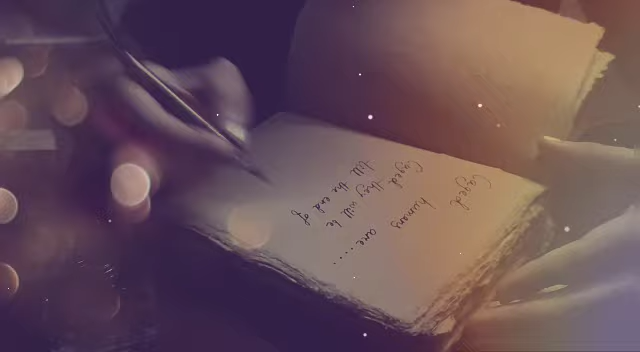 Caged humans are .....
Caged they will be
till the end of